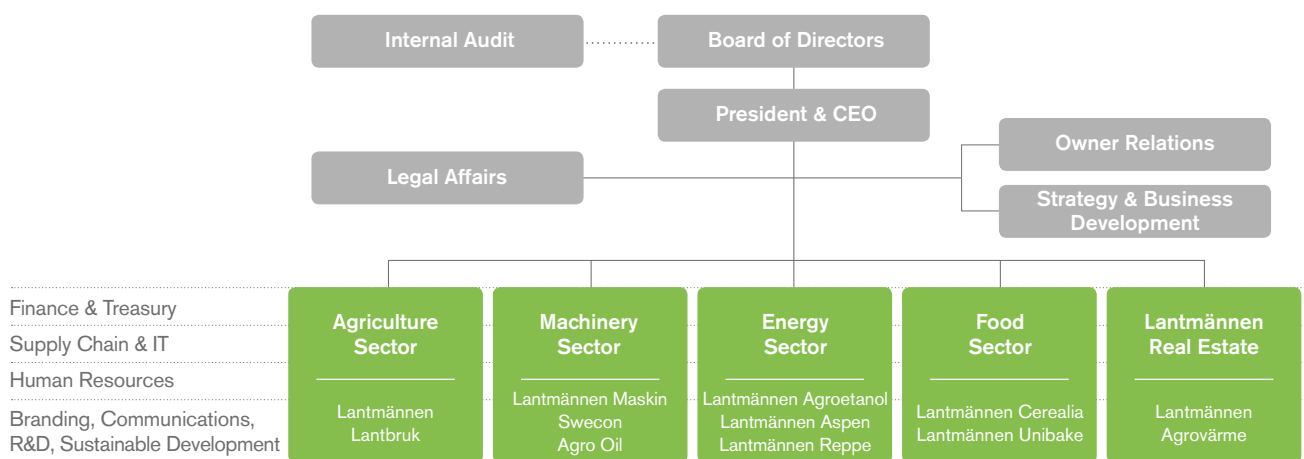 Internal Audit
Board of Directors
President & CEO
Owner Relations
Legal Affairs
Strategy & Business
Development
Finance & Treasury
Supply Chain & IT
Human Resources
Branding, Communications,
R&D, Sustainable Development
Agriculture
Sector
Lantmännen
Lantbruk
Machinery
Sector
Lantmännen Maskin
Swecon
Agro Oil
Energy
Sector
Lantmännen Agroetanol
Lantmännen Aspen
Lantmännen Reppe
Food
Sector
Lantmännen Cerealia
Lantmännen Unibake
Lantmännen
Real Estate
Lantmännen
Agrovärme